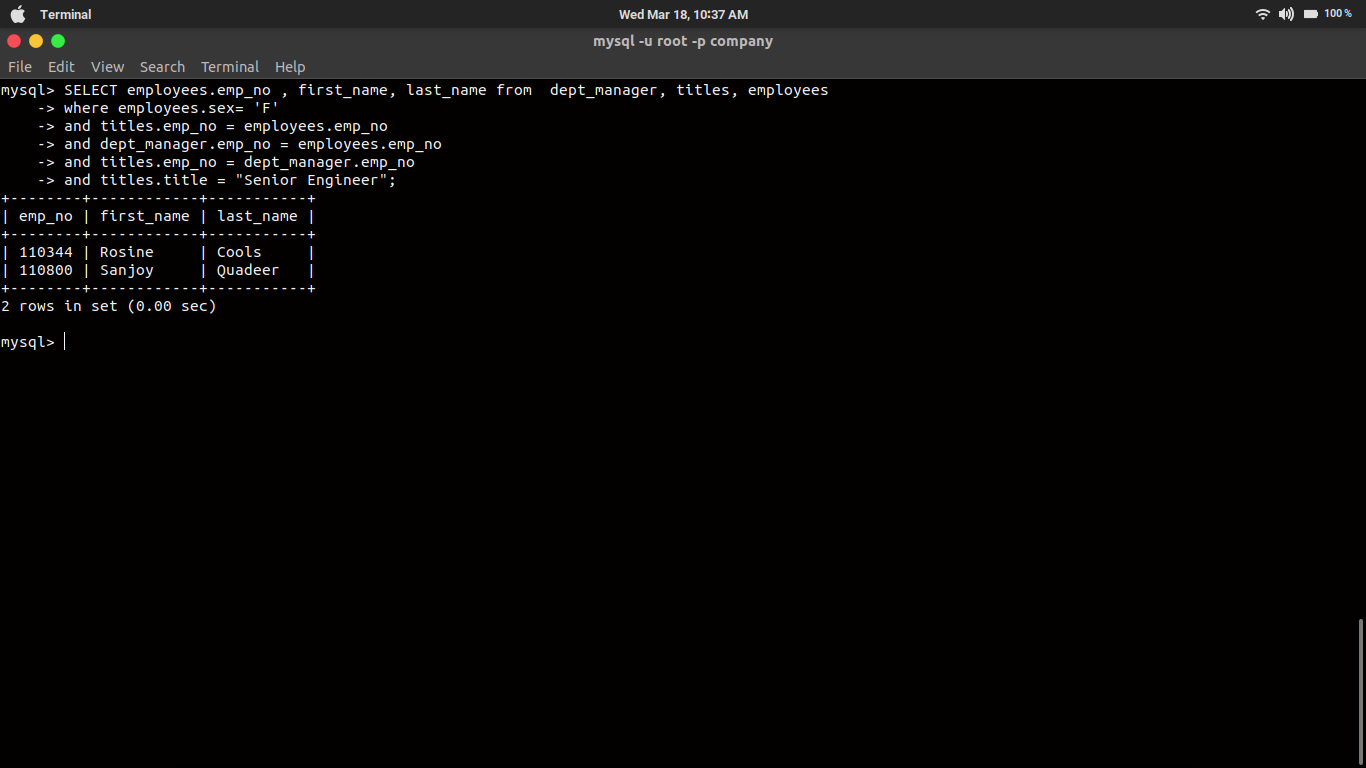 Terminal
Wed Mar 18, 10:37 AM
100 %
mysql -u root -p company
File Edit View Search Terminal Help
mysql> SELECT employees.emp_no , first_name, last_name from  dept_manager, titles, employees
    -> where employees.sex= 'F'
    -> and titles.emp_no = employees.emp_no
    -> and dept_manager.emp_no = employees.emp_no
    -> and titles.emp_no = dept_manager.emp_no
    -> and titles.title = "Senior Engineer";
+--------+------------+-----------+
| emp_no | first_name | last_name |
+--------+------------+-----------+
| 110344 | Rosine     | Cools     |
| 110800 | Sanjoy     | Quadeer   |
+--------+------------+-----------+
2 rows in set (0.00 sec)
mysql>